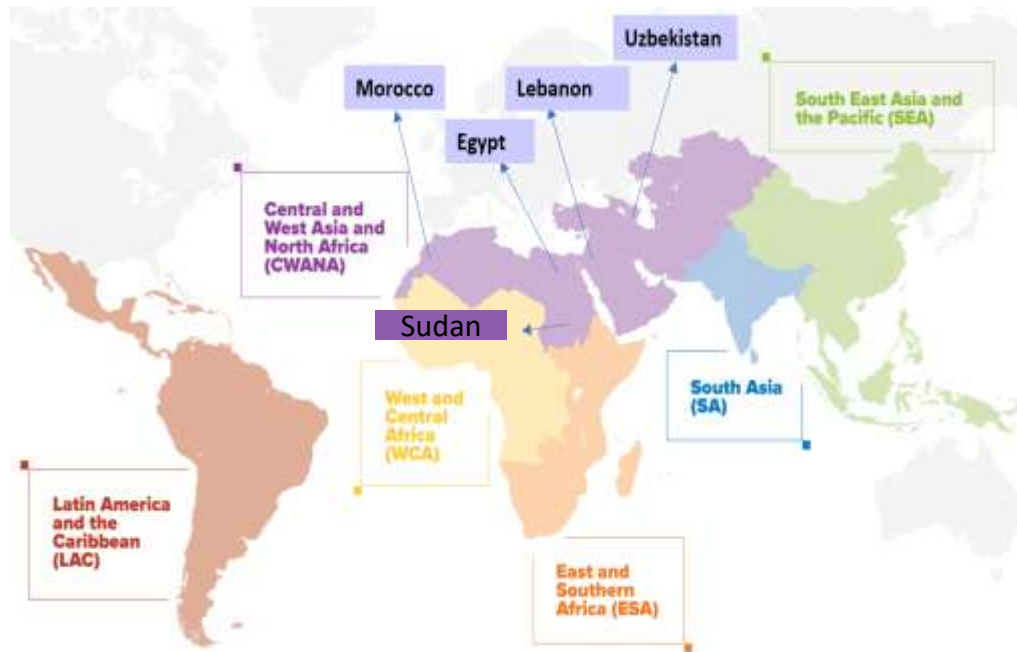 Uzbekistan
Morocco
Lebanon
Egypt
South East Asia and
the Pacific (SEA)
Central and
West Asia and
North Africa
(CWANA)
Sudan
South Asia
(SA)
West and
Central
Africa
(WCA)
Latin America
and the
Caribbean
(LAC)
East and
Southern
Africa (ESA)